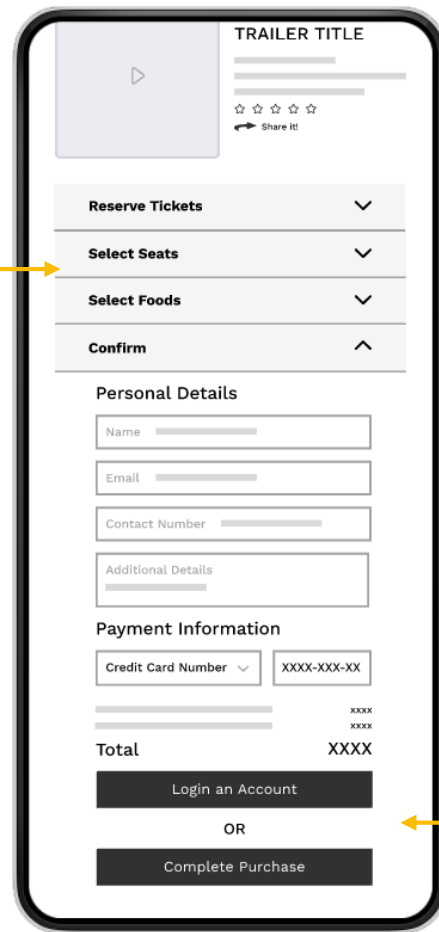 TRAILER TITLE
Share it!
Reserve Tickets
Select Seats
Select Foods
Confirm
Personal Details
Name
Email
Contact Number
Additional Details
Payment Information
Credit Card Number XXXX-XXX-XX
xxxx
xxxx
Total XXXX
Login an Account
OR
Complete Purchase